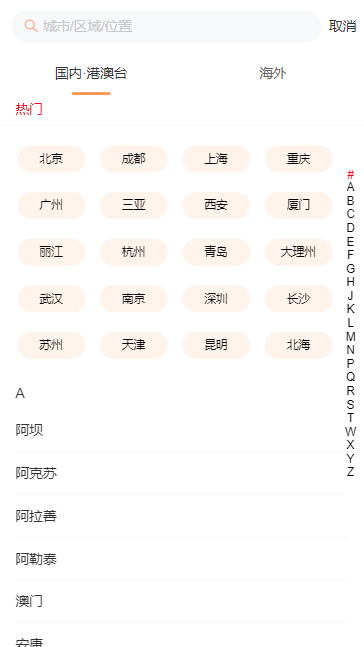 城市/区域/位置 取消
国内·港澳台 海外
热门
北京 成都 上海 重庆
广州 三亚 西安 厦门
丽江 杭州 青岛 大理州
武汉 南京 深圳 长沙
苏州 天津 昆明 北海
A
阿坝
阿克苏
阿拉善
阿勒泰
澳门
安康
#
A
B
C
D
E
F
G
H
J
K
L
M
N
P
Q
R
S
T
W
X
Y
Z